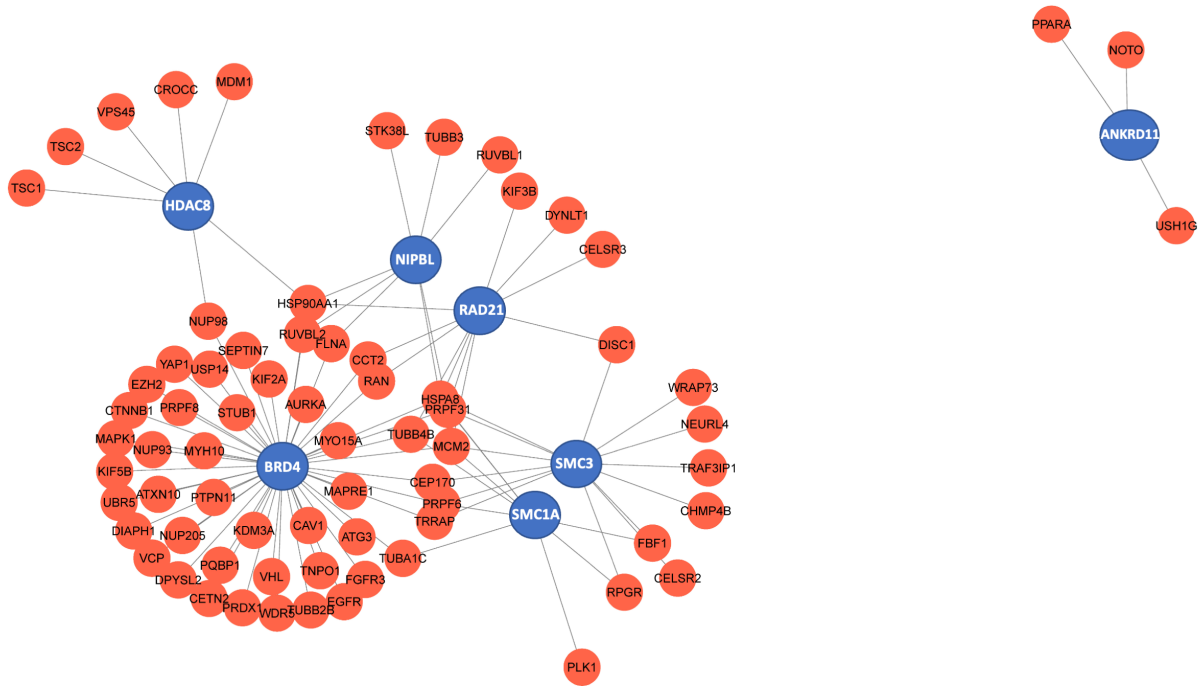 PPARA
NOTO
ANKRD11
USH1G
MDM1
CROCC
VPS45
TSC2
TSC1
HDAC8
STK38L
TUBB3
RUVBL1
KIF3B
DYNLT1
CELSR3
NIPBL
RAD21
HSP90AA1
NUP98
RUVBL2
FLNA
SEPTIN7
CCT2
DISC1
YAP1
USP14
KIF2A
RAN
EZH2
WRAP73
HSPA8
CTNNB1
PRPF8
STUB1
AURKA
PRPF31
NEURL4
MAPK1
NUP93
MYH10
MYO15A
TUBB4B
MCM2
KIF5B
BRD4
SMC3
TRAF3IP1
CEP170
UBR5
ATXN10
PTPN11
MAPRE1
PRPF6
TRRAP
SMC1A
CHMP4B
DIAPH1
NUP205
KDM3A
CAV1
ATG3
FBF1
VCP
PQBP1
TUBA1C
DPYSL2
VHL
TNPO1
FGFR3
CELSR2
CETN2
PRDX1
WDR5
TUBB2B
EGFR
RPGR
PLK1